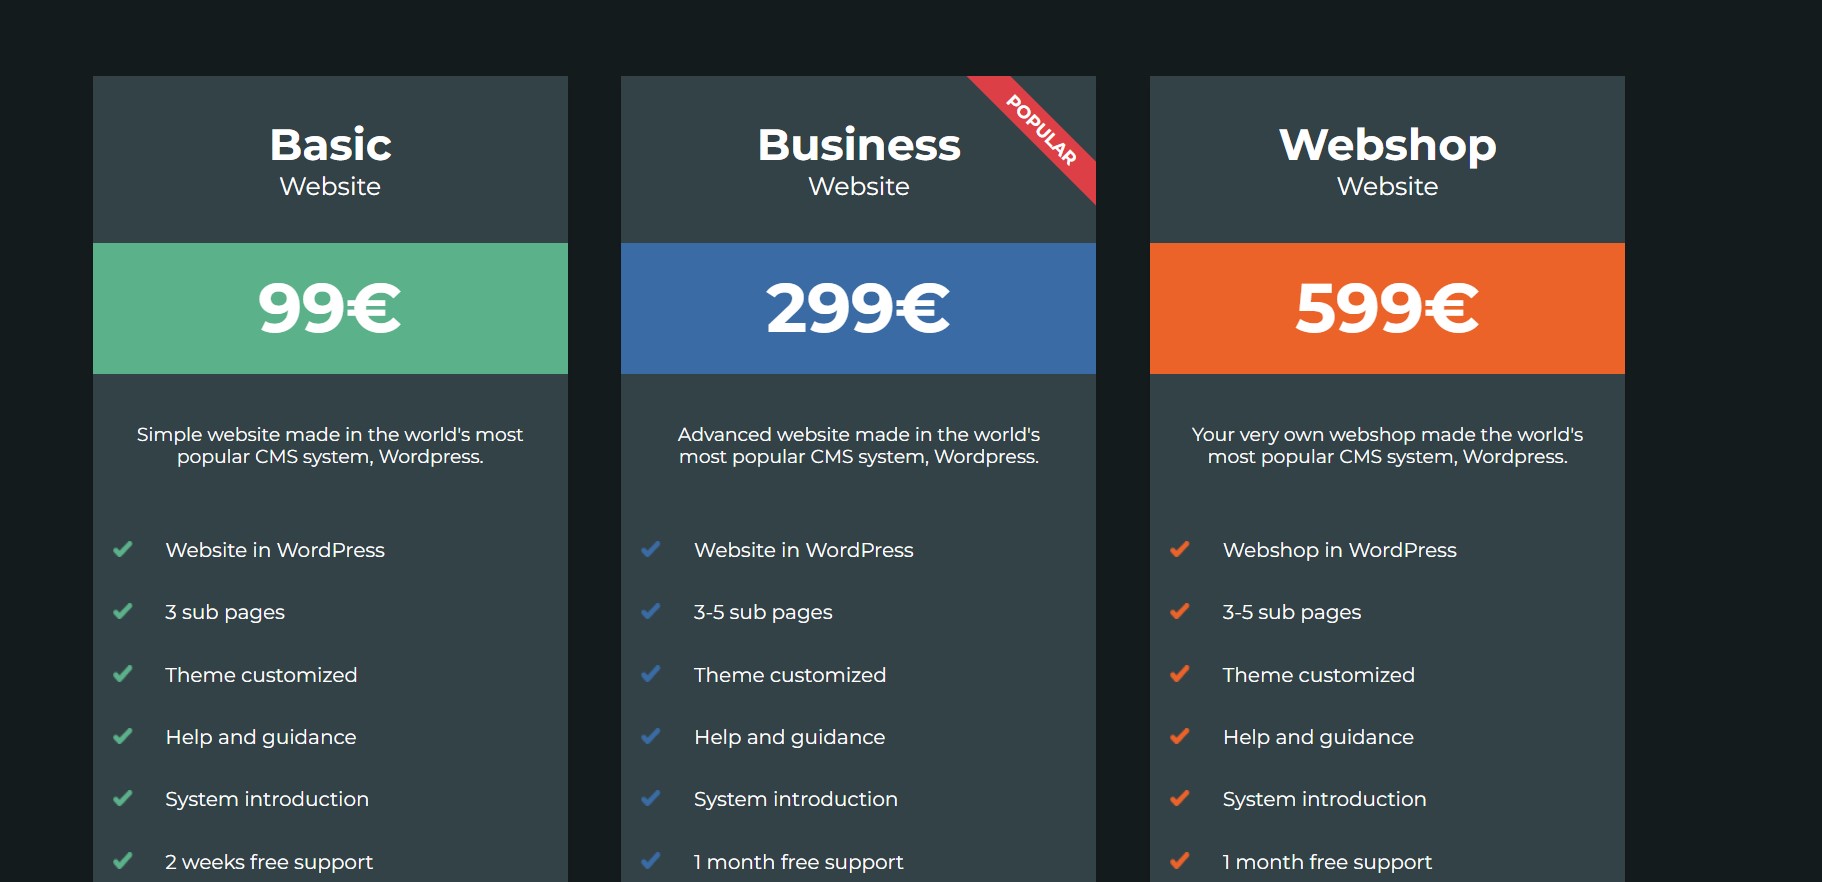 Basic
Website
99€
Simple website made in the world's most
popular CMS system, Wordpress.
Website in WordPress
3 sub pages
Theme customized
Help and guidance
System introduction
2 weeks free support
POPULAR
Business
Website
299€
Advanced website made in the world's
most popular CMS system, Wordpress.
Website in WordPress
3-5 sub pages
Theme customized
Help and guidance
System introduction
1 month free support
Webshop
Website
599€
Your very own webshop made the world's
most popular CMS system, Wordpress.
Webshop in WordPress
3-5 sub pages
Theme customized
Help and guidance
System introduction
1 month free support